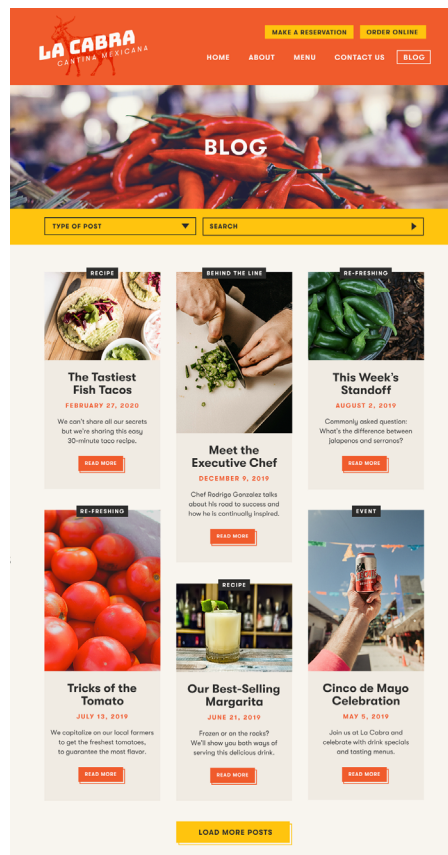 LA CABRA
CANTINA MEXICANA
MAKE A RESERVATION
ORDER ONLINE
HOME
ABOUT
MENU
CONTACT US
BLOG
BLOG
TYPE OF POST
SEARCH
RECIPE
The Tastiest
Fish Tacos
FEBRUARY 27, 2020
We can't share all our secrets
but we're sharing this easy
30-minute taco recipe.
READ MORE
BEHIND THE LINE
Meet the
Executive Chef
DECEMBER 9, 2019
Chef Rodrigo Gonzalez talks
about his road to success and
how he is continually inspired.
READ MORE
RE-FRESHING
This Week's
Standoff
AUGUST 2, 2019
Commonly asked question:
What's the difference between
jalapenos and serranos?
READ MORE
RE-FRESHING
Tricks of the
Tomato
JULY 13, 2019
We capitalize on our local farmers
to get the freshest tomatoes,
to guarantee the most flavor.
READ MORE
RECIPE
Our Best-Selling
Margarita
JUNE 21, 2019
Frozen or on the rocks?
We'll show you both ways of
serving this delicious drink.
READ MORE
EVENT
Cinco de Mayo
Celebration
MAY 5, 2019
Join us at La Cabra and
celebrate with drink specials
and tasting menus.
READ MORE
LOAD MORE POSTS